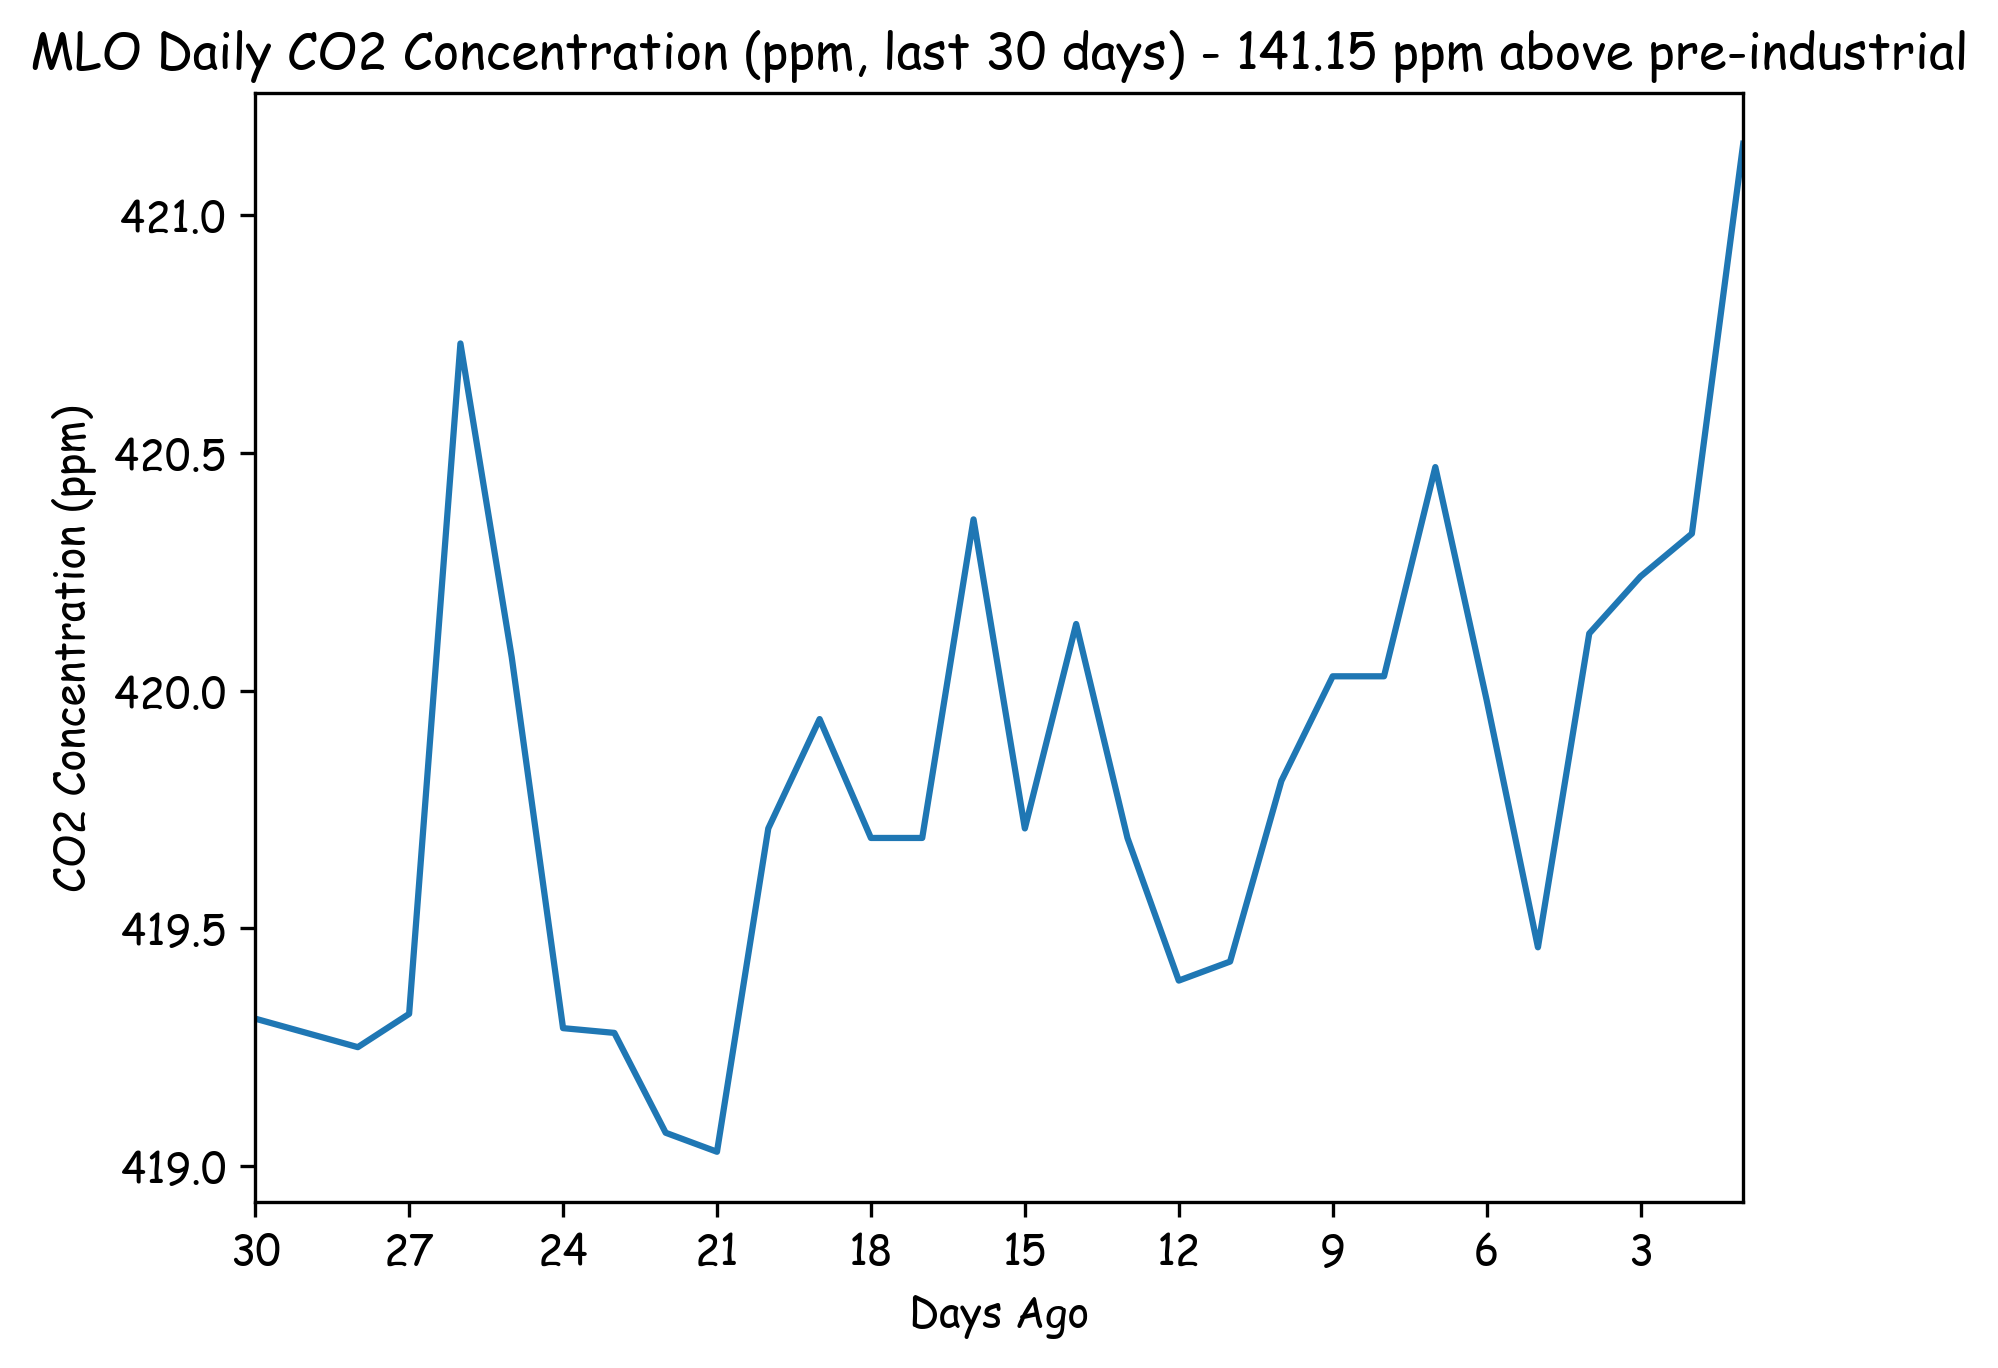 MLO Daily CO2 Concentration (ppm, last 30 days) - 141.15 ppm above pre-industrial
CO2 Concentration (ppm)
421.0
420.5
420.0
419.5
419.0
30 27 24 21 18 15 12 9 6 3
Days Ago